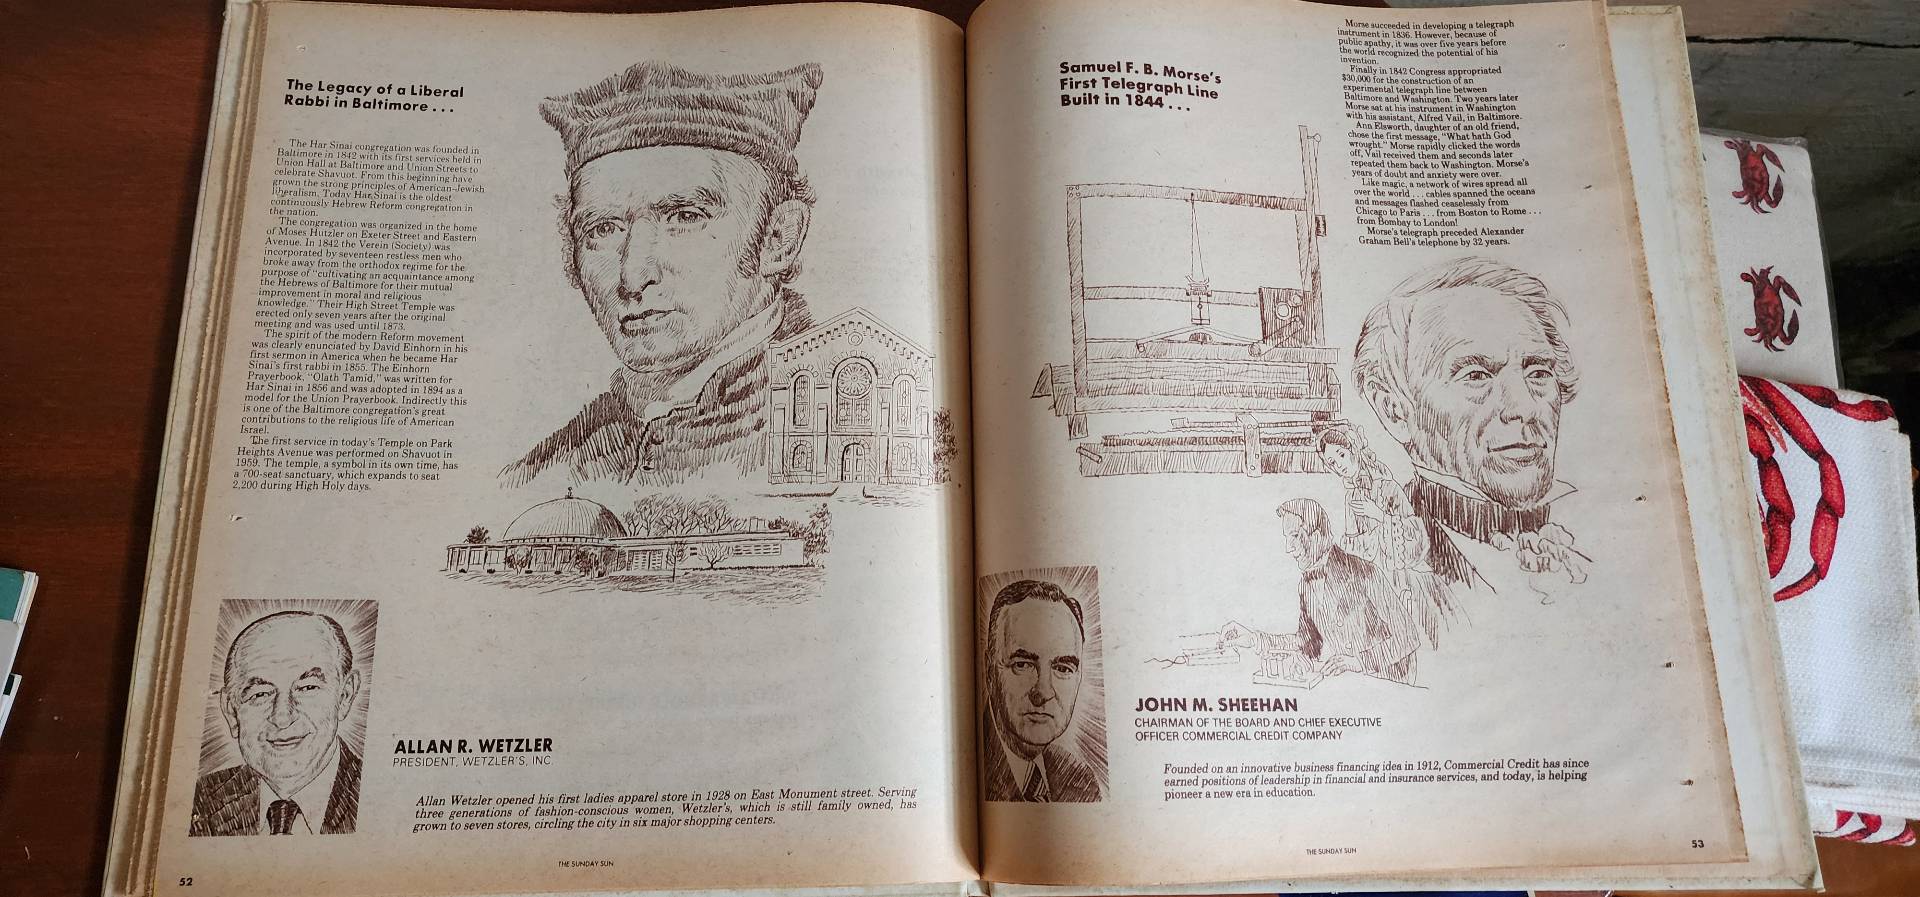 The Legacy of a Liberal
Rabbi in Baltimore . . .
The Har Sinai congregation was founded in
Baltimore in 1842 with its first services held in
Union Hall at Baltimore and Union Streets to
celebrate Shavuot. From this beginning have
grown the strong principles of American-Jewish
liberalism. Today Har Sinai is the oldest
continuously Hebrew Reform congregation in
the nation.
The congregation was organized in the home
of Moses Hutzler on Exeter Street and Eastern
Avenue. In 1842 the Verein (Society) was
incorporated by seventeen restless men who
broke away from the orthodox regime for the
purpose of "cultivating an acquaintance among
the Hebrews of Baltimore for their mutual
improvement in moral and religious
knowledge." Their High Street Temple was
erected only seven years after the original
meeting and was used until 1873.
The spirit of the modern Reform movement
was clearly enunciated by David Einhorn in his
first sermon in America when he became Har
Sinai's first rabbi in 1855. The Einhorn
Prayerbook, "Olath Tamid," was written for
Har Sinai in 1856 and was adopted in 1894 as a
model for the Union Prayerbook. Indirectly this
is one of the Baltimore congregation's great
contributions to the religious life of American
Israel.
The first service in today's Temple on Park
Heights Avenue was performed on Shavuot in
1959. The temple, a symbol in its own time, has
a 700-seat sanctuary, which expands to seat
2,200 during High Holy days.
ALLAN R. WETZLER
PRESIDENT, WETZLER'S, INC.
Allan Wetzler opened his first ladies apparel store in 1928 on East Monument street. Serving
three generations of fashion-conscious women, Wetzler's, which is still family owned, has
grown to seven stores, circling the city in six major shopping centers.
THE SUNDAY SUN
52
Samuel F. B. Morse's
First Telegraph Line
Built in 1844 . . .
Morse succeeded in developing a telegraph
instrument in 1836. However, because of
public apathy, it was over five years before
the world recognized the potential of his
invention.
Finally in 1842 Congress appropriated
$30,000 for the construction of an
experimental telegraph line between
Baltimore and Washington. Two years later
Morse sat at his instrument in Washington
with his assistant, Alfred Vail, in Baltimore.
Ann Elsworth, daughter of an old friend,
chose the first message, "What hath God
wrought." Morse rapidly clicked the words
off, Vail received them and seconds later
repeated them back to Washington. Morse's
years of doubt and anxiety were over.
Like magic, a network of wires spread all
over the world . . . cables spanned the oceans
and messages flashed ceaselessly from
Chicago to Paris . . . from Boston to Rome . . .
from Bombay to London!
Morse's telegraph preceded Alexander
Graham Bell's telephone by 32 years.
JOHN M. SHEEHAN
CHAIRMAN OF THE BOARD AND CHIEF EXECUTIVE
OFFICER COMMERCIAL CREDIT COMPANY
Founded on an innovative business financing idea in 1912, Commercial Credit has since
earned positions of leadership in financial and insurance services, and today, is helping
pioneer a new era in education.
THE SUNDAY SUN
53